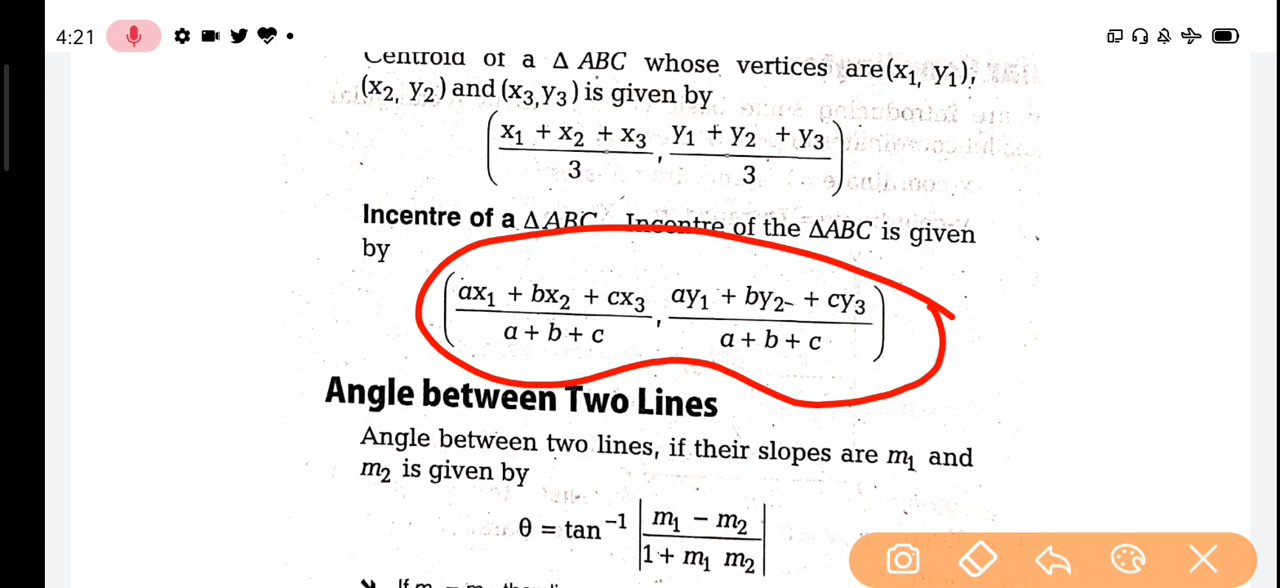 4:21
Centroid of a Δ ABC whose vertices are (x₁, y₁),
(x₂, y₂) and (x₃, y₃) is given by
(x₁ + x₂ + x₃ / 3, y₁ + y₂ + y₃ / 3)
Incentre of a ΔABC Incentre of the ΔABC is given
by
(ax₁ + bx₂ + cx₃ / a + b + c, ay₁ + by₂ + cy₃ / a + b + c)
Angle between Two Lines
Angle between two lines, if their slopes are m₁ and
m₂ is given by
θ = tan⁻¹ |m₁ − m₂ / 1 + m₁ m₂|
If